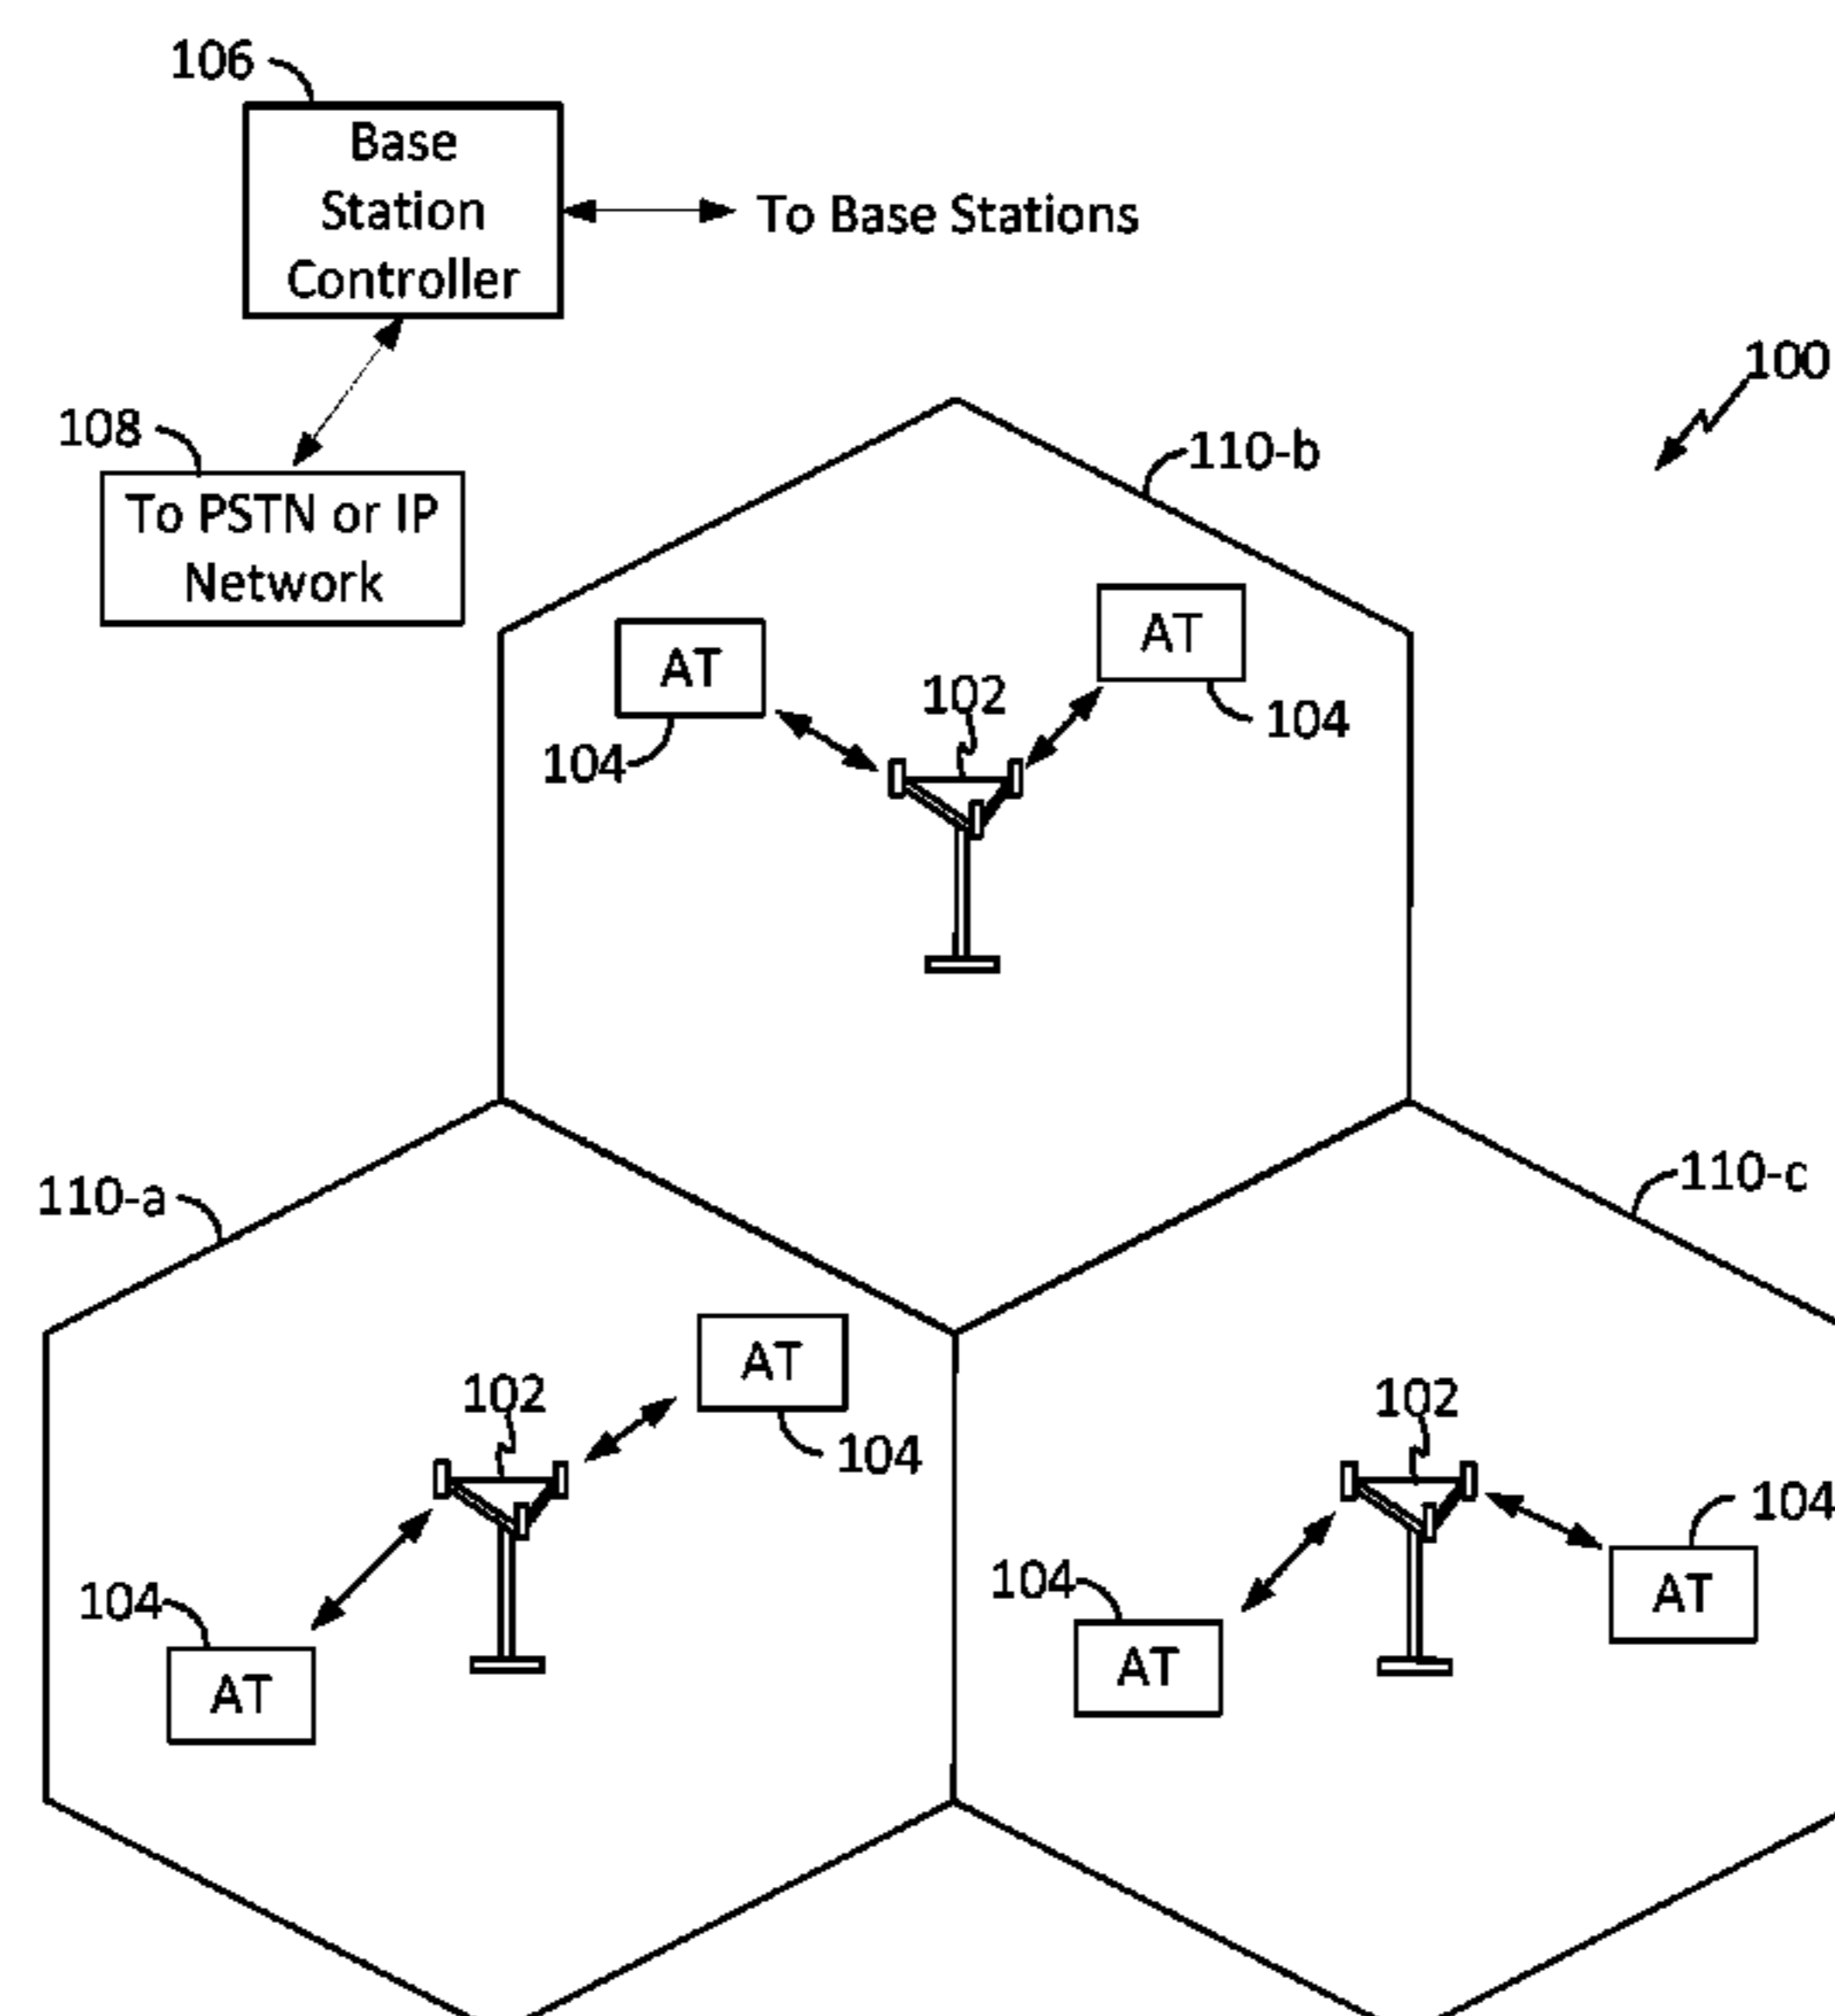 106
Base
Station
Controller
To Base Stations
100
108
To PSTN or IP
Network
110-b
AT
AT
102
104
104
110-a
110-c
AT
102
104
102
104
104
AT
104
AT
AT